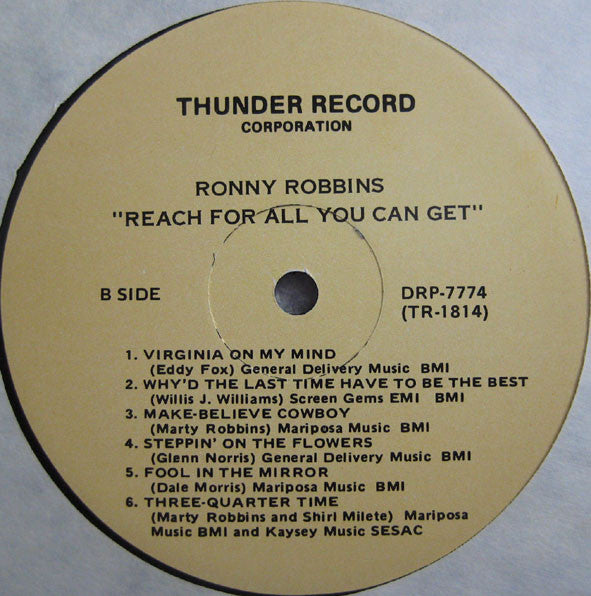 THUNDER RECORD
CORPORATION
RONNY ROBBINS
"REACH FOR ALL YOU CAN GET"
B SIDE
DRP-7774
(TR-1814)
1. VIRGINIA ON MY MIND
(Eddy Fox) General Delivery Music BMI
2. WHY'D THE LAST TIME HAVE TO BE THE BEST
(Willis J. Williams) Screen Gems EMI BMI
3. MAKE-BELIEVE COWBOY
(Marty Robbins) Mariposa Music BMI
4. STEPPIN' ON THE FLOWERS
(Glenn Norris) General Delivery Music BMI
5. FOOL IN THE MIRROR
(Dale Morris) Mariposa Music BMI
6. THREE-QUARTER TIME
(Marty Robbins and Shirl Milete) Mariposa
Music BMI and Kaysey Music SESAC